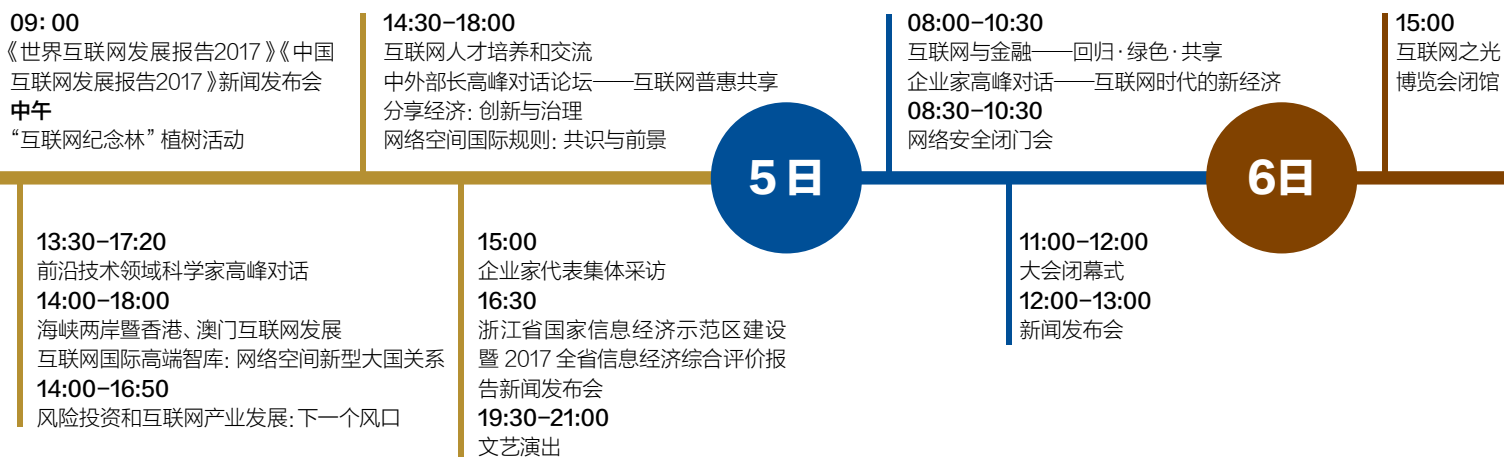 09：00
《世界互联网发展报告2017》《中国
互联网发展报告2017》新闻发布会
中午
“互联网纪念林”植树活动
13:30-17:20
前沿技术领域科学家高峰对话
14:00-18:00
海峡两岸暨香港、澳门互联网发展
互联网国际高端智库：网络空间新型大国关系
14:00-16:50
风险投资和互联网产业发展：下一个风口
14:30-18:00
互联网人才培养和交流
中外部长高峰对话论坛——互联网普惠共享
分享经济：创新与治理
网络空间国际规则：共识与前景
15:00
企业家代表集体采访
16:30
浙江省国家信息经济示范区建设
暨 2017 全省信息经济综合评价报
告新闻发布会
19:30-21:00
文艺演出
5日
08:00-10:30
互联网与金融——回归·绿色·共享
企业家高峰对话——互联网时代的新经济
08:30-10:30
网络安全闭门会
11:00-12:00
大会闭幕式
12:00-13:00
新闻发布会
6日
15:00
互联网之光
博览会闭馆